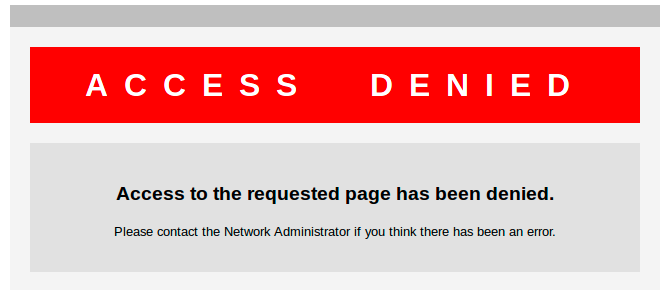 ACCESS DENIED
Access to the requested page has been denied.
Please contact the Network Administrator if you think there has been an error.